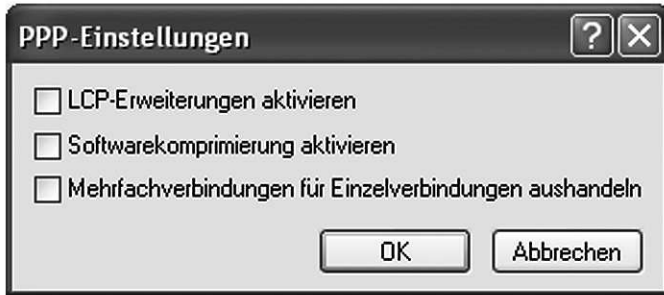 PPP-Einstellungen
LCP-Erweiterungen aktivieren
Softwarekomprimierung aktivieren
Mehrfachverbindungen für Einzelverbindungen aushandeln
OK Abbrechen